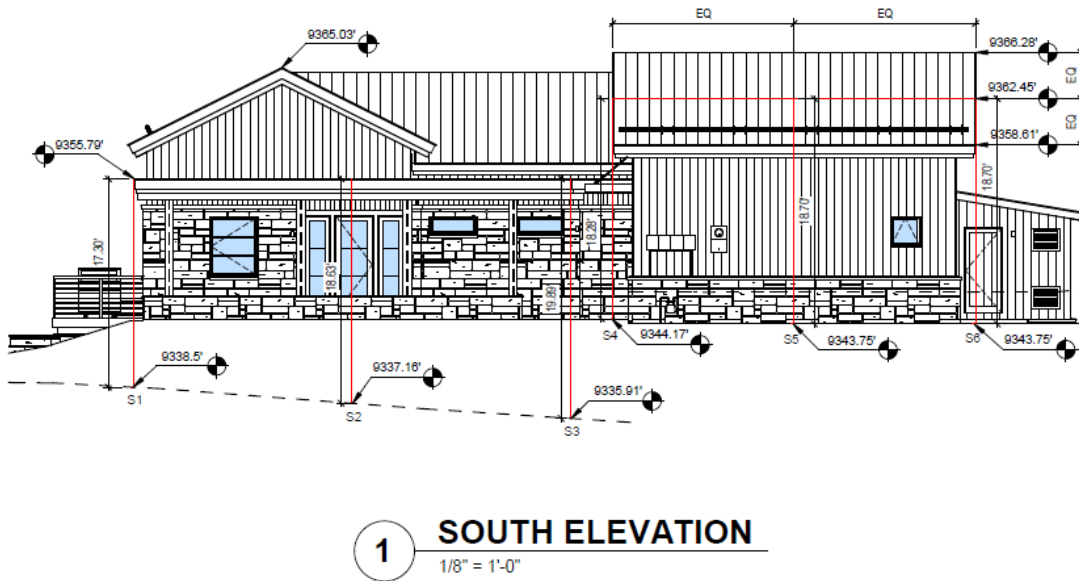 EQ EQ
9365.03' 9366.28'
EQ
9362.45'
EQ
9355.79' 9358.61'
17.30' 18.63' 19.89' 18.28' 18.70' 18.70'
S4 S5 S6
9344.17' 9343.75' 9343.75'
9338.5' 9337.16' 9335.91'
S1 S2 S3
1 SOUTH ELEVATION
1/8" = 1'-0"